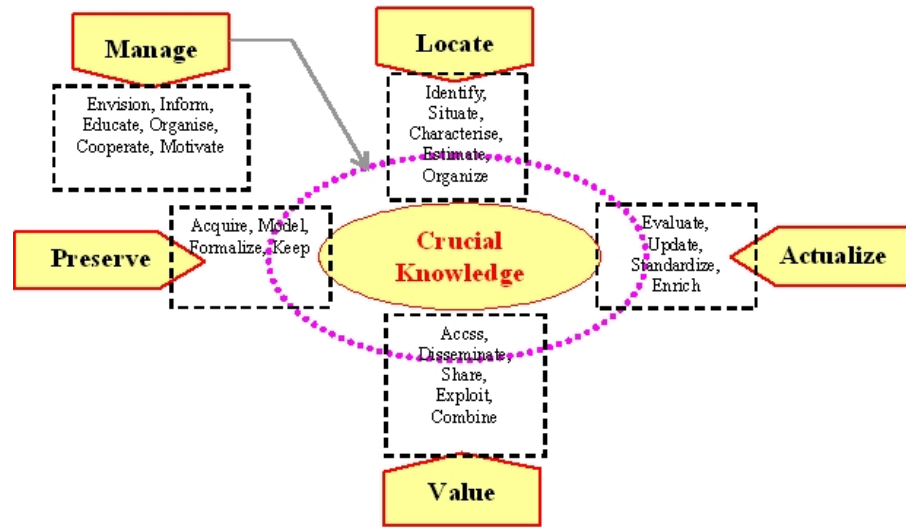 Manage
Envision, Inform,
Educate, Organise,
Cooperate, Motivate
Locate
Identify,
Situate,
Characterise,
Estimate,
Organize
Preserve
Acquire, Model,
Formalize, Keep
Crucial
Knowledge
Evaluate,
Update,
Standardize,
Enrich
Actualize
Accss,
Disseminate,
Share,
Exploit,
Combine
Value